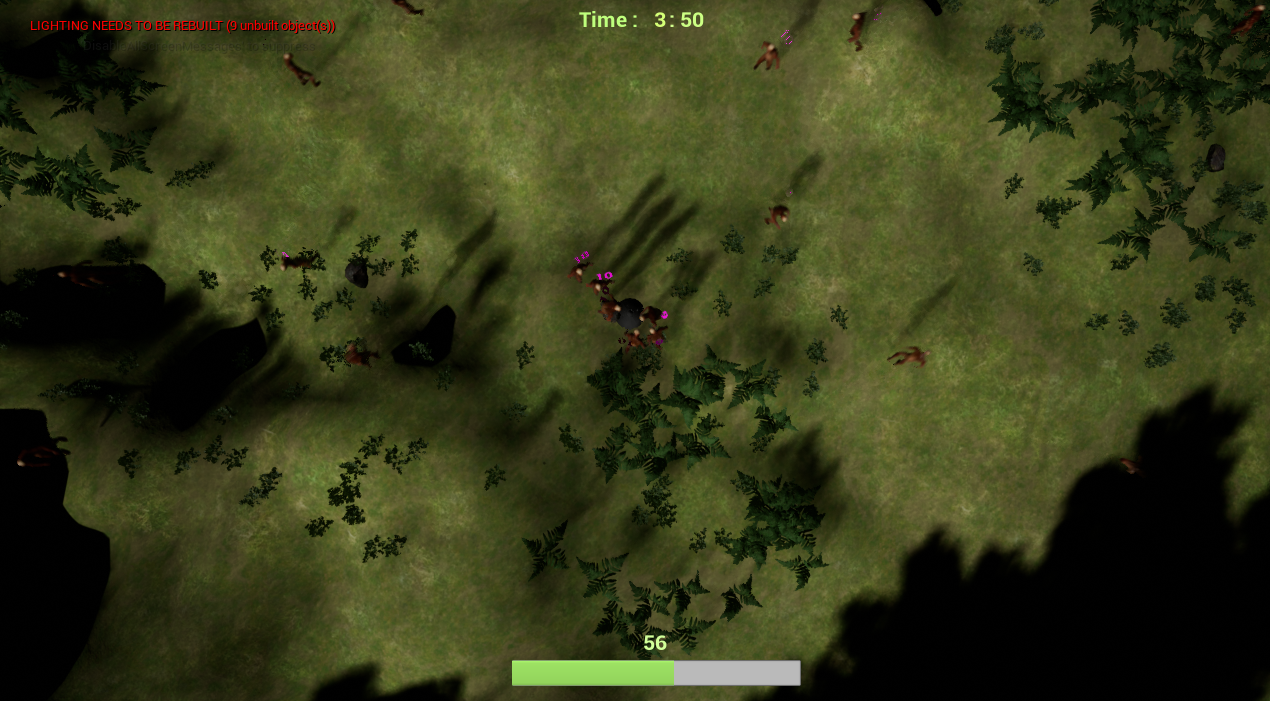 LIGHTING NEEDS TO BE REBUILT (9 unbuilt object(s))
Time : 3 : 50
56